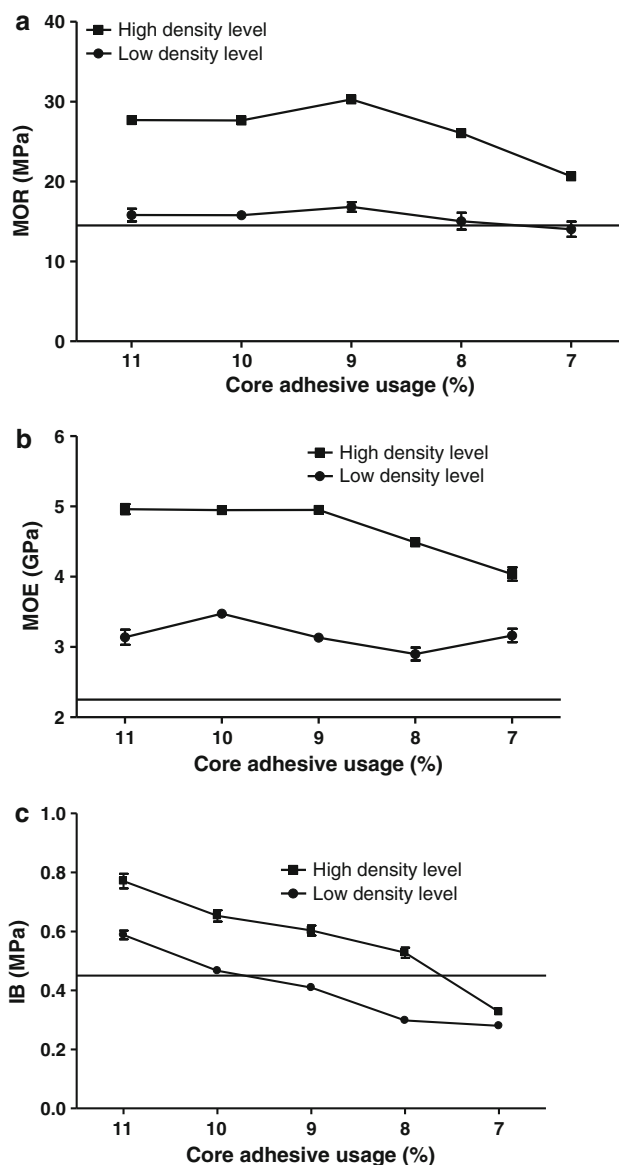 a
40
High density level
Low density level
30
MOR (MPa)
20
10
0
11 10 9 8 7
Core adhesive usage (%)
b
6
High density level
Low density level
5
MOE (GPa)
4
3
2
11 10 9 8 7
Core adhesive usage (%)
c
1.0
0.8
High density level
Low density level
0.6
IB (MPa)
0.4
0.2
0.0
11 10 9 8 7
Core adhesive usage (%)